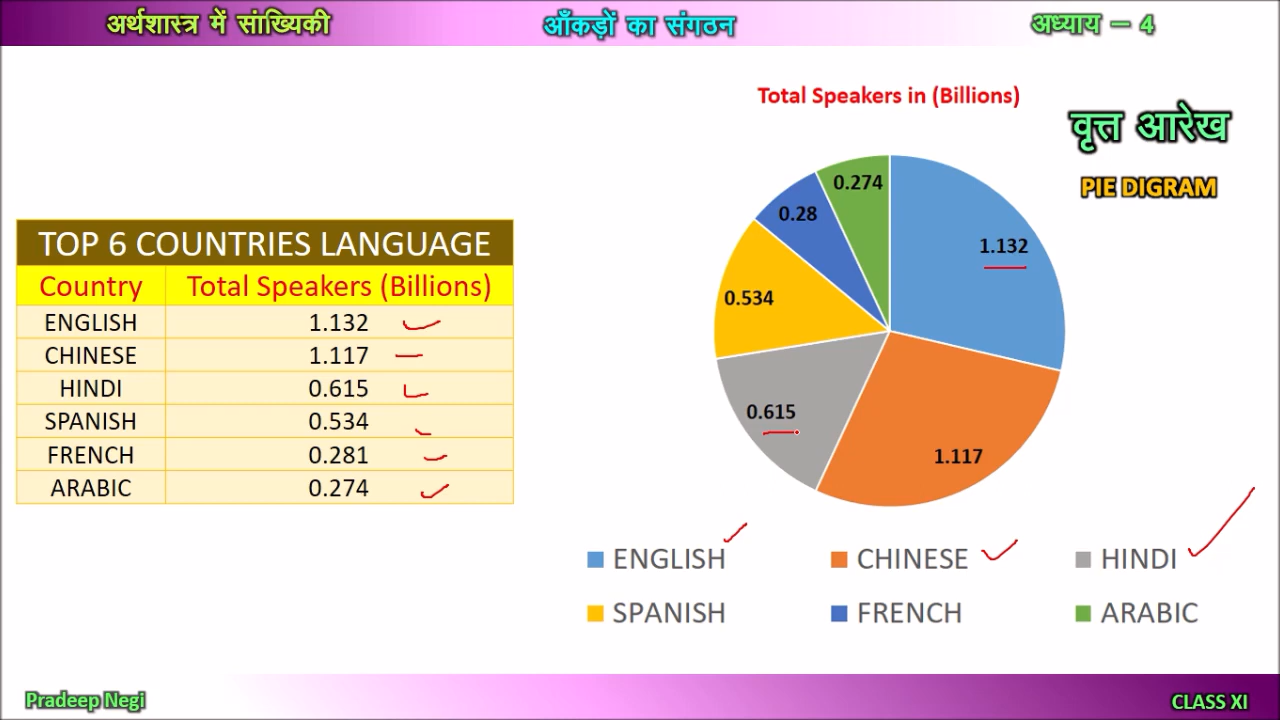 अर्थशास्त्र में सांख्यिकी
आँकड़ों का संगठन
अध्याय – 4
Total Speakers in (Billions)
वृत्त आरेख
PIE DIGRAM
TOP 6 COUNTRIES LANGUAGE
Country Total Speakers (Billions)
ENGLISH 1.132
CHINESE 1.117
HINDI 0.615
SPANISH 0.534
FRENCH 0.281
ARABIC 0.274
0.274
0.28
1.132
0.534
0.615
1.117
ENGLISH CHINESE HINDI
SPANISH FRENCH ARABIC
Pradeep Negi
CLASS XI